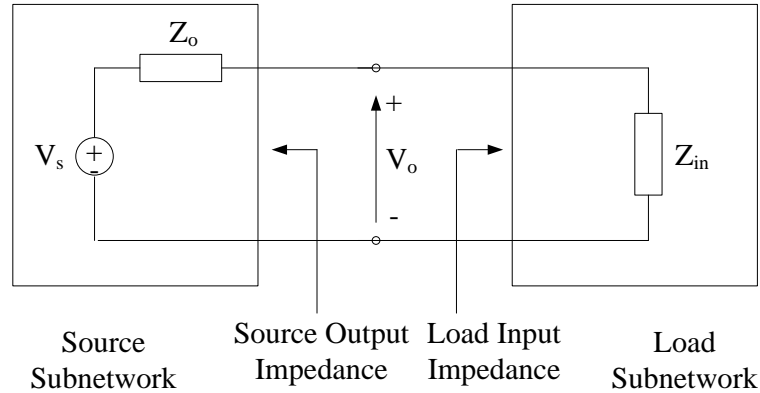 Zo
Vs
+
-
+
Vo
-
Zin
Source
Subnetwork
Source Output
Impedance
Load Input
Impedance
Load
Subnetwork